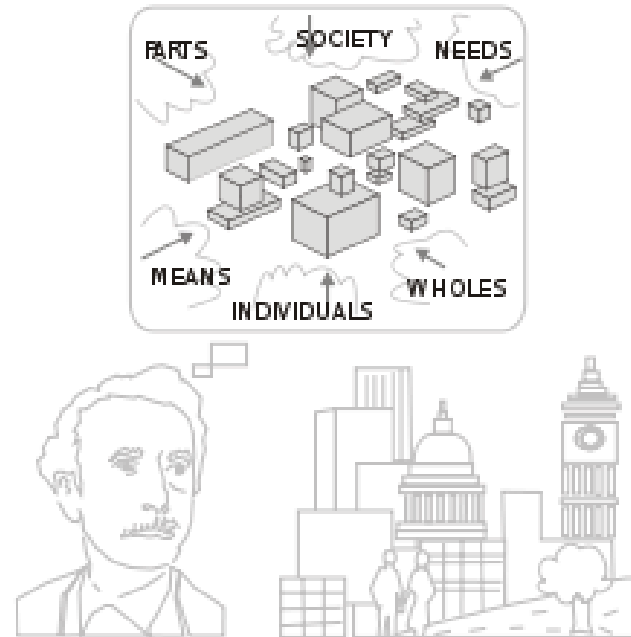 SOCIETY
PARTS
NEEDS
MEANS
WHOLES
INDIVIDUALS